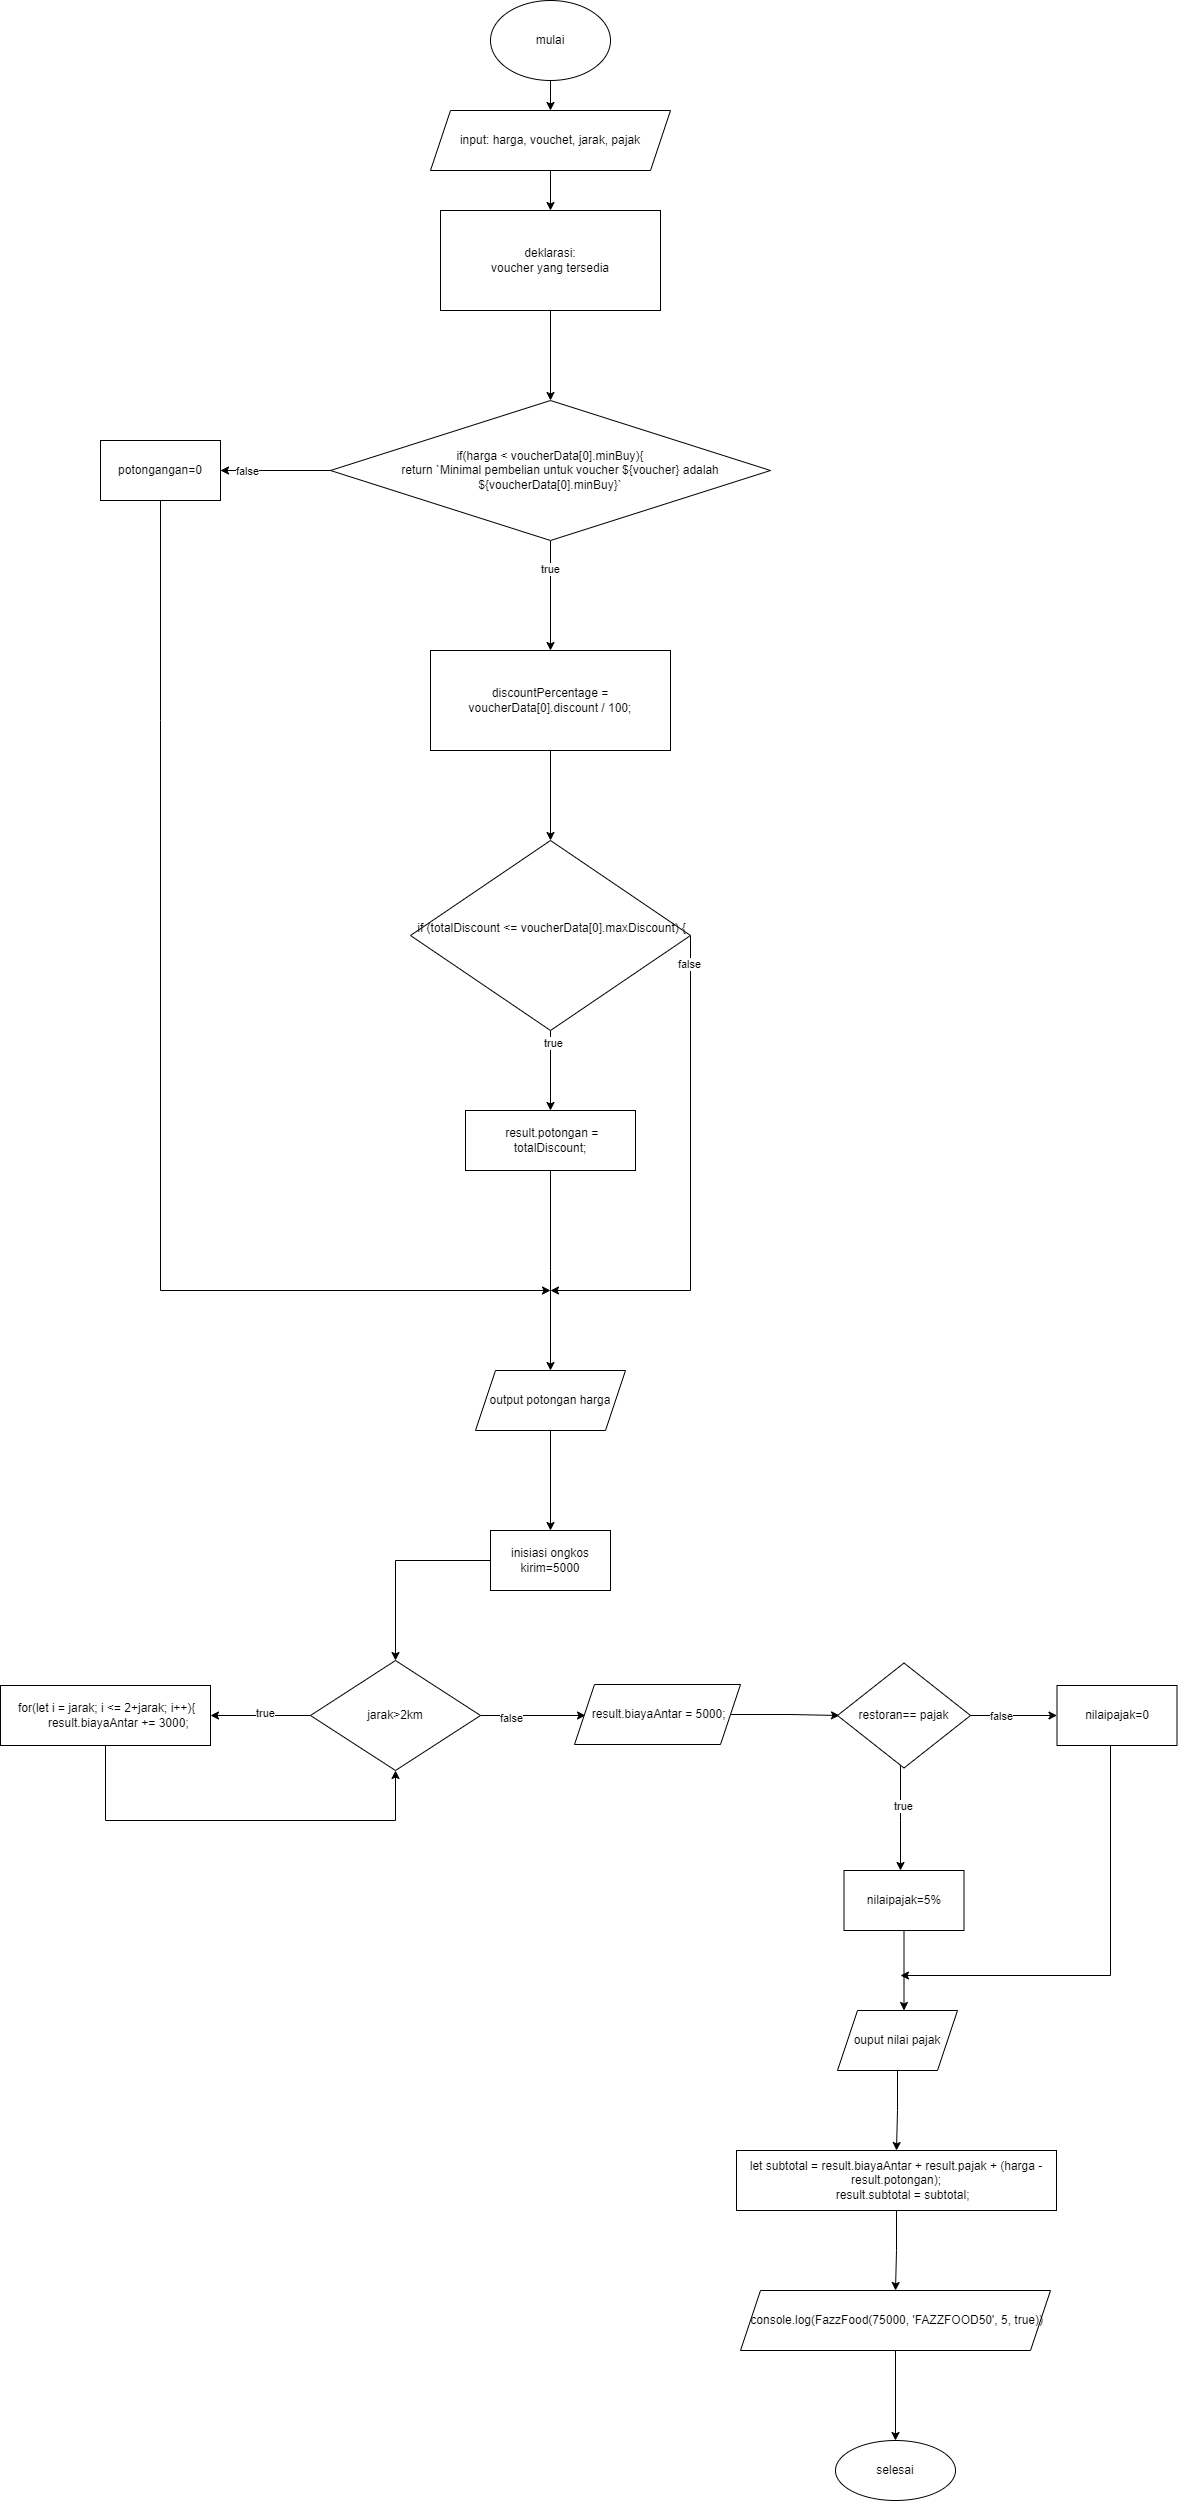 mulai
input: harga, vouchet, jarak, pajak
deklarasi:
voucher yang tersedia
if(harga < voucherData[0].minBuy){
return `Minimal pembelian untuk voucher ${voucher} adalah
${voucherData[0].minBuy}`
false
potongangan=0
true
discountPercentage =
voucherData[0].discount / 100;
if (totalDiscount <= voucherData[0].maxDiscount) {
false
true
result.potongan =
totalDiscount;
output potongan harga
inisiasi ongkos
kirim=5000
for(let i = jarak; i <= 2+jarak; i++){
result.biayaAntar += 3000;
true
jarak>2km
false
result.biayaAntar = 5000;
restoran== pajak
false
nilaipajak=0
true
nilaipajak=5%
ouput nilai pajak
let subtotal = result.biayaAntar + result.pajak + (harga -
result.potongan);
result.subtotal = subtotal;
console.log(FazzFood(75000, 'FAZZFOOD50', 5, true))
selesai